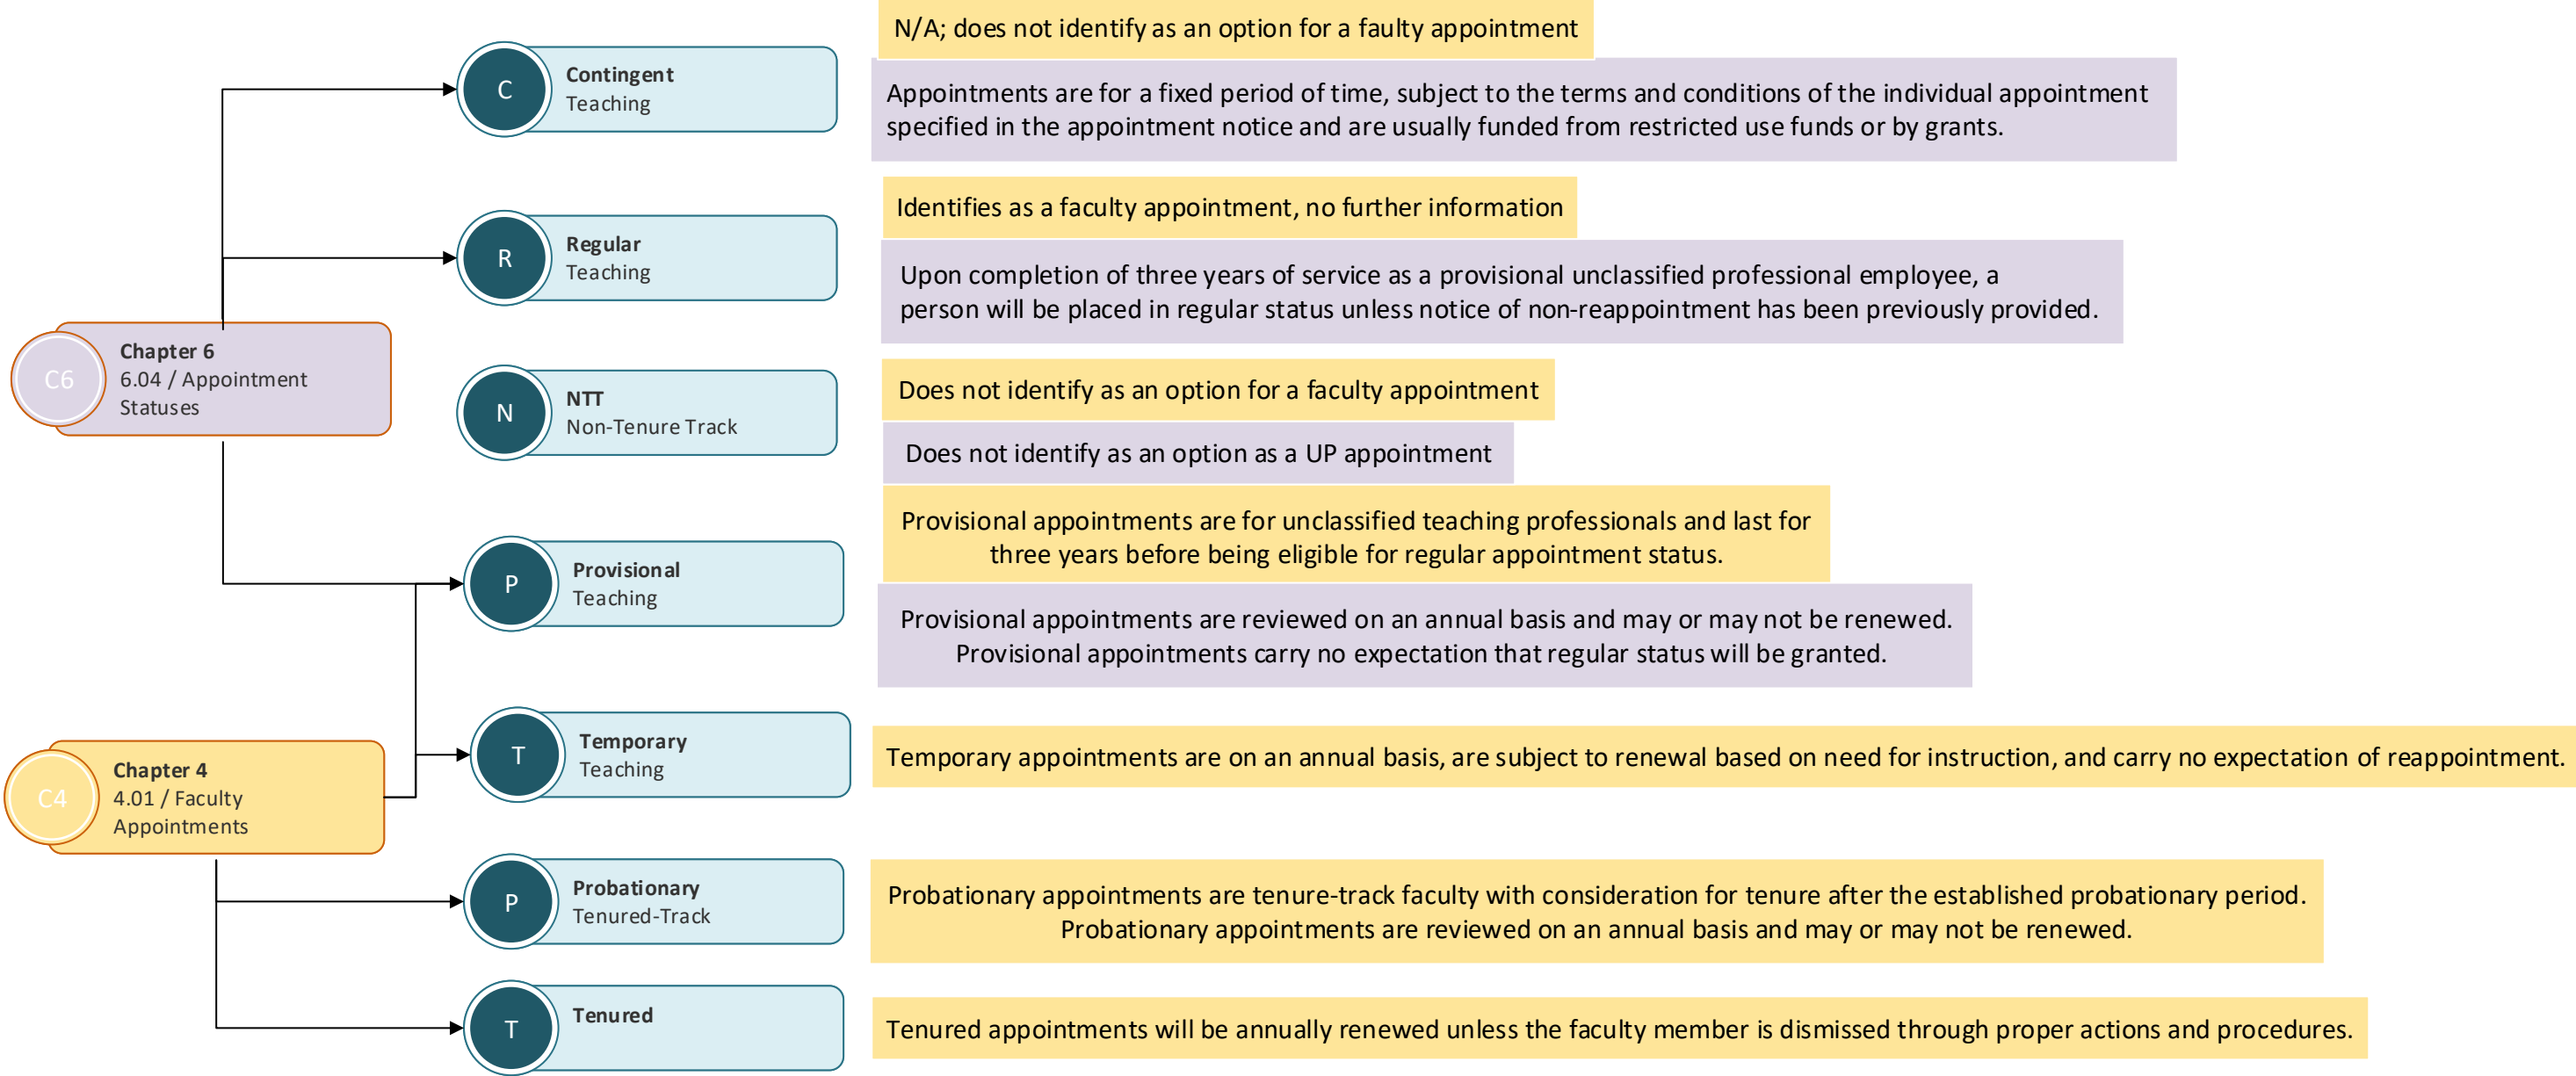 N/A; does not identify as an option for a faulty appointment
C
Contingent
Teaching
Appointments are for a fixed period of time, subject to the terms and conditions of the individual appointment
specified in the appointment notice and are usually funded from restricted use funds or by grants.
Identifies as a faculty appointment, no further information
R
Regular
Teaching
Upon completion of three years of service as a provisional unclassified professional employee, a
person will be placed in regular status unless notice of non-reappointment has been previously provided.
C6
Chapter 6
6.04 / Appointment
Statuses
N
NTT
Non-Tenure Track
Does not identify as an option for a faculty appointment
Does not identify as an option as a UP appointment
Provisional appointments are for unclassified teaching professionals and last for
three years before being eligible for regular appointment status.
P
Provisional
Teaching
Provisional appointments are reviewed on an annual basis and may or may not be renewed.
Provisional appointments carry no expectation that regular status will be granted.
T
Temporary
Teaching
Temporary appointments are on an annual basis, are subject to renewal based on need for instruction, and carry no expectation of reappointment.
C4
Chapter 4
4.01 / Faculty
Appointments
P
Probationary
Tenured-Track
Probationary appointments are tenure-track faculty with consideration for tenure after the established probationary period.
Probationary appointments are reviewed on an annual basis and may or may not be renewed.
T
Tenured
Tenured appointments will be annually renewed unless the faculty member is dismissed through proper actions and procedures.